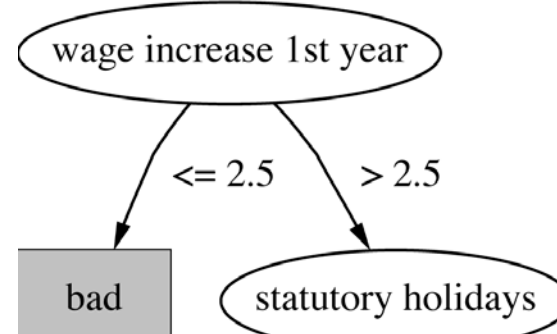 wage increase 1st year
<= 2.5
> 2.5
bad
statutory holidays